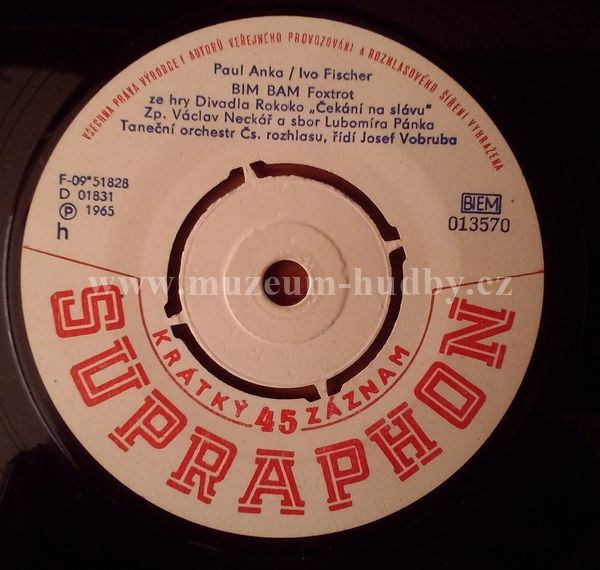 VŠECHNA PRÁVA VÝROBCE I AUTORŮ VEŘEJNÉHO PROVOZOVÁNÍ A ROZHLASOVÉHO ŠÍŘENÍ VYHRAŽENA
Paul Anka / Ivo Fischer
BIM BAM Foxtrot
ze hry Divadla Rokoko „Čekání na slávu"
Zp. Václav Neckář a sbor Lubomíra Pánka
Taneční orchestr Čs. rozhlasu, řídí Josef Vobruba
F-09*51828
D 01831
Ⓟ 1965
h
BIEM
013570
www.muzeum-hudby.cz
KRÁTKÝ 45 ZÁZNAM
SUPRAPHON